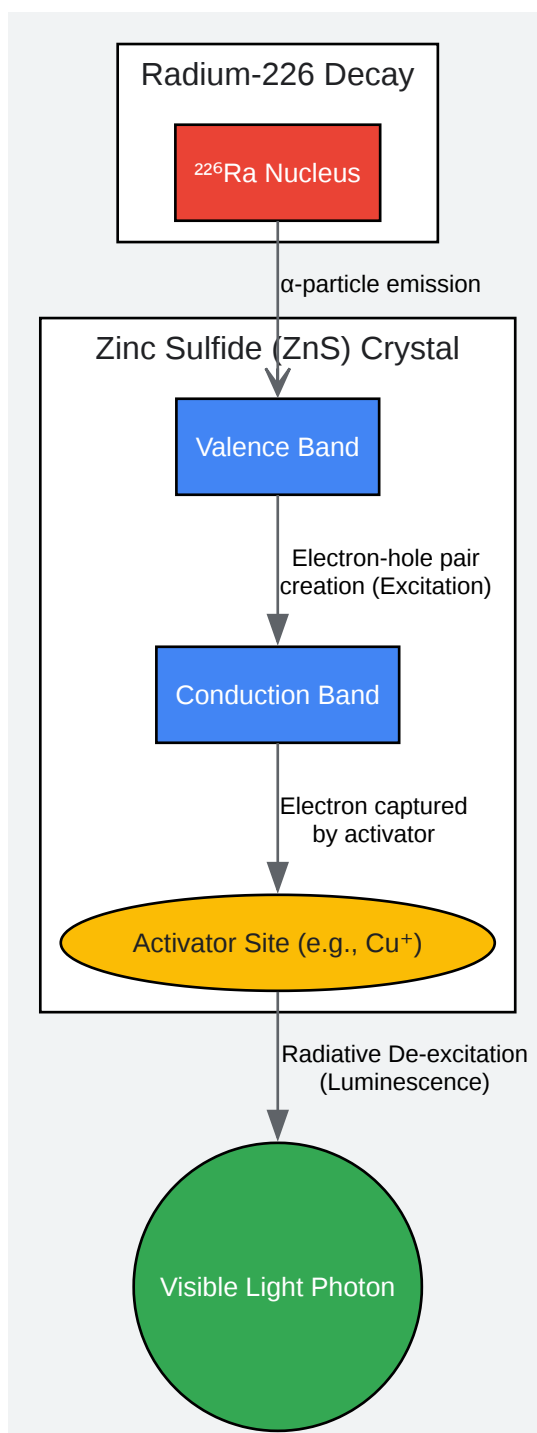 Radium-226 Decay
²²⁶Ra Nucleus
α-particle emission
Zinc Sulfide (ZnS) Crystal
Valence Band
Electron-hole pair
creation (Excitation)
Conduction Band
Electron captured
by activator
Activator Site (e.g., Cu⁺)
Radiative De-excitation
(Luminescence)
Visible Light Photon